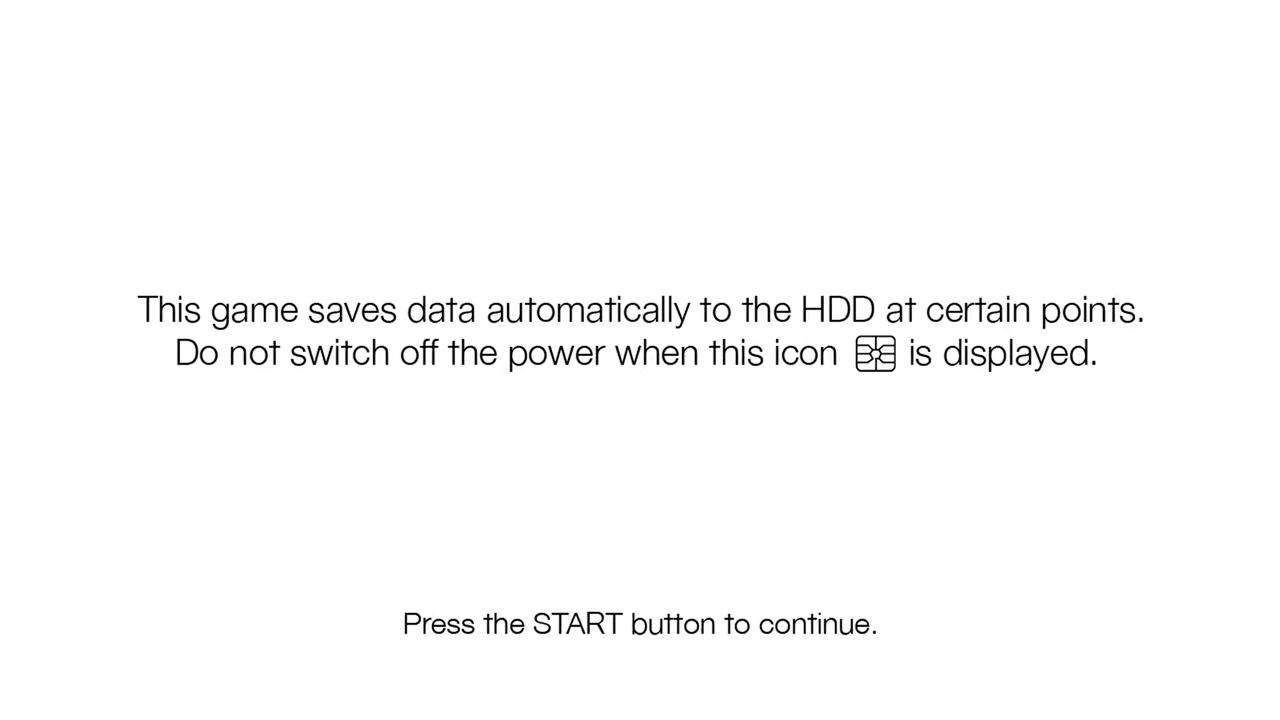 This game saves data automatically to the HDD at certain points.
Do not switch off the power when this icon is displayed.
Press the START button to continue.